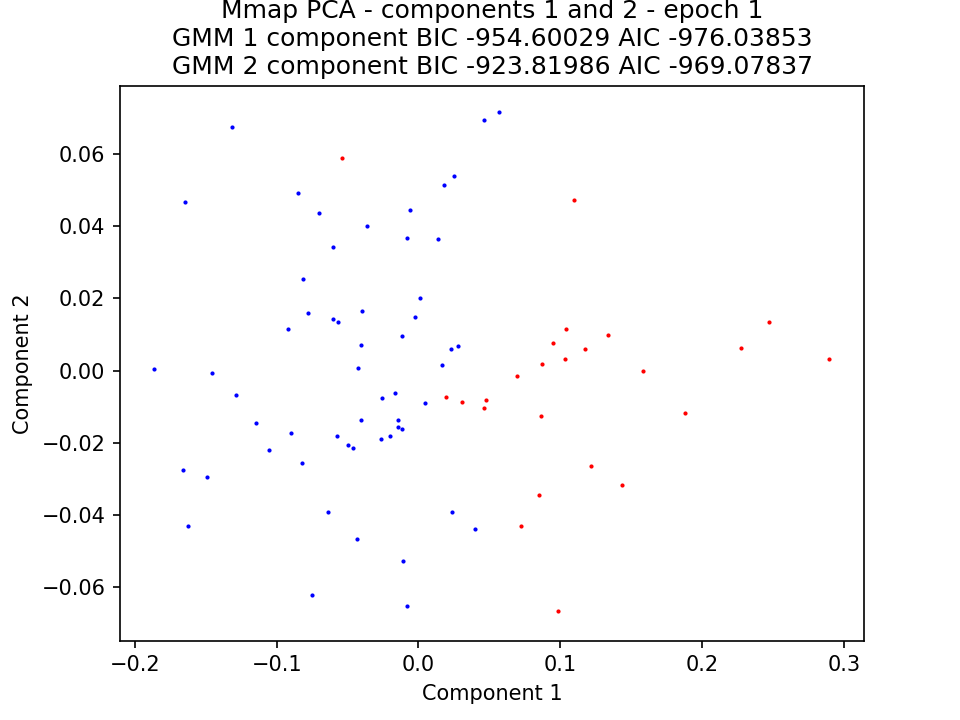 Mmap PCA - components 1 and 2 - epoch 1
GMM 1 component BIC -954.60029 AIC -976.03853
GMM 2 component BIC -923.81986 AIC -969.07837
0.06
0.04
0.02
0.00
−0.02
−0.04
−0.06
Component 2
−0.2
−0.1
0.0
0.1
0.2
0.3
Component 1